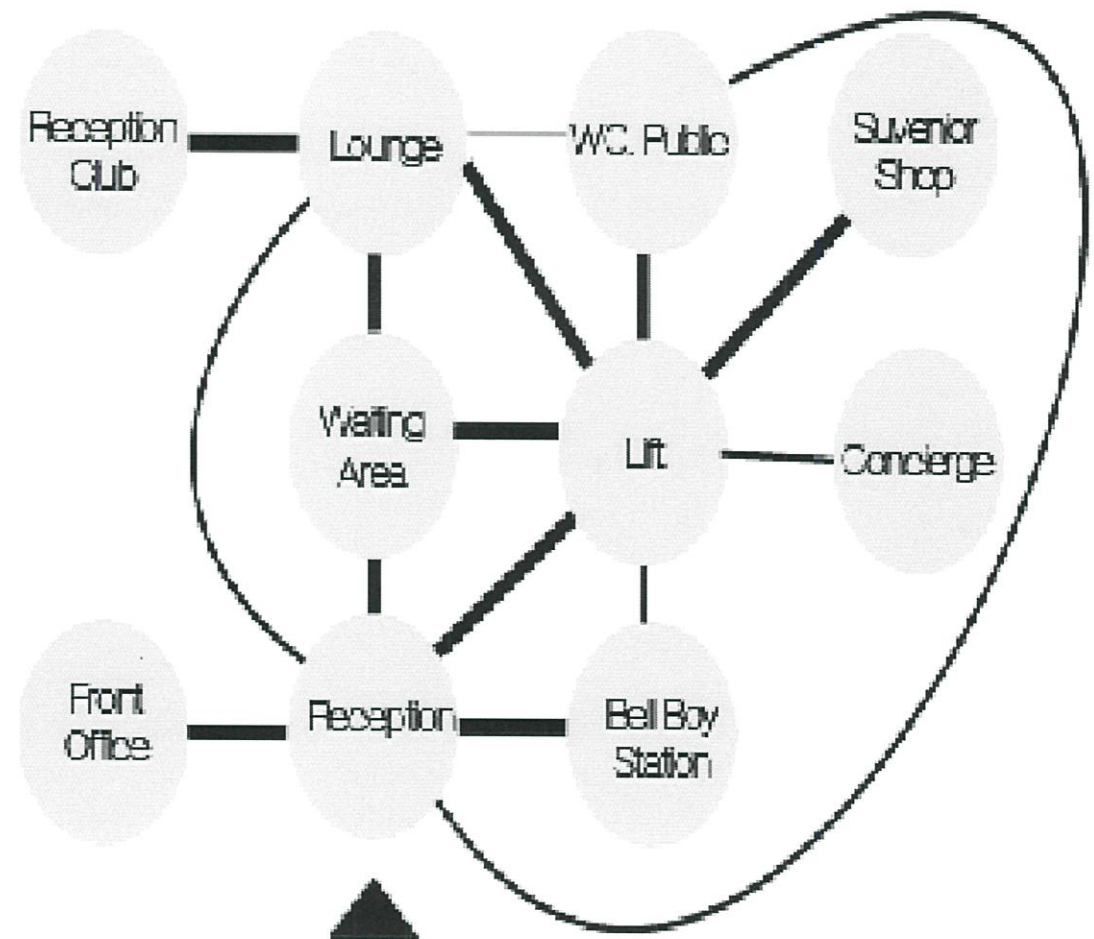 Reception
Club
Lounge
WC. Public
Suvenior
Shop
Waiting
Area
Lift
Concierge
Front
Office
Reception
Bell Boy
Station